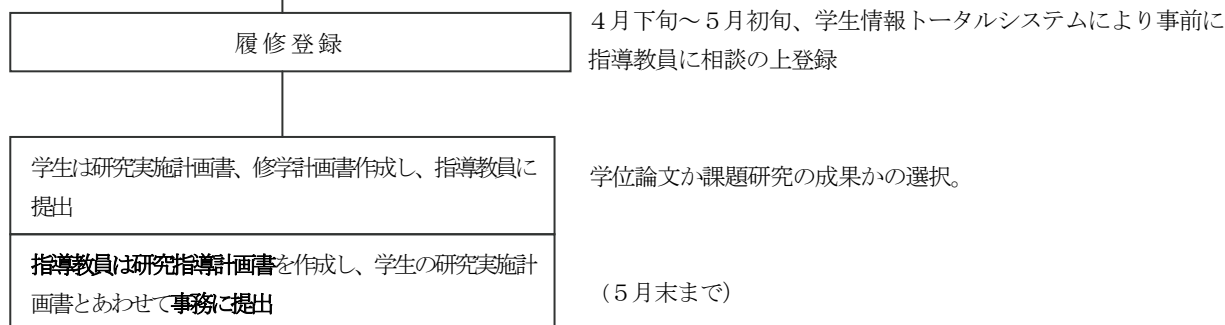 履修登録
４月下旬～５月初旬、学生情報トータルシステムにより事前に
指導教員に相談の上登録
学生は研究実施計画書、修学計画書作成し、指導教員に
提出
学位論文か課題研究の成果かの選択。
指導教員は研究指導計画書を作成し、学生の研究実施計
画書とあわせて事務に提出
（５月末まで）